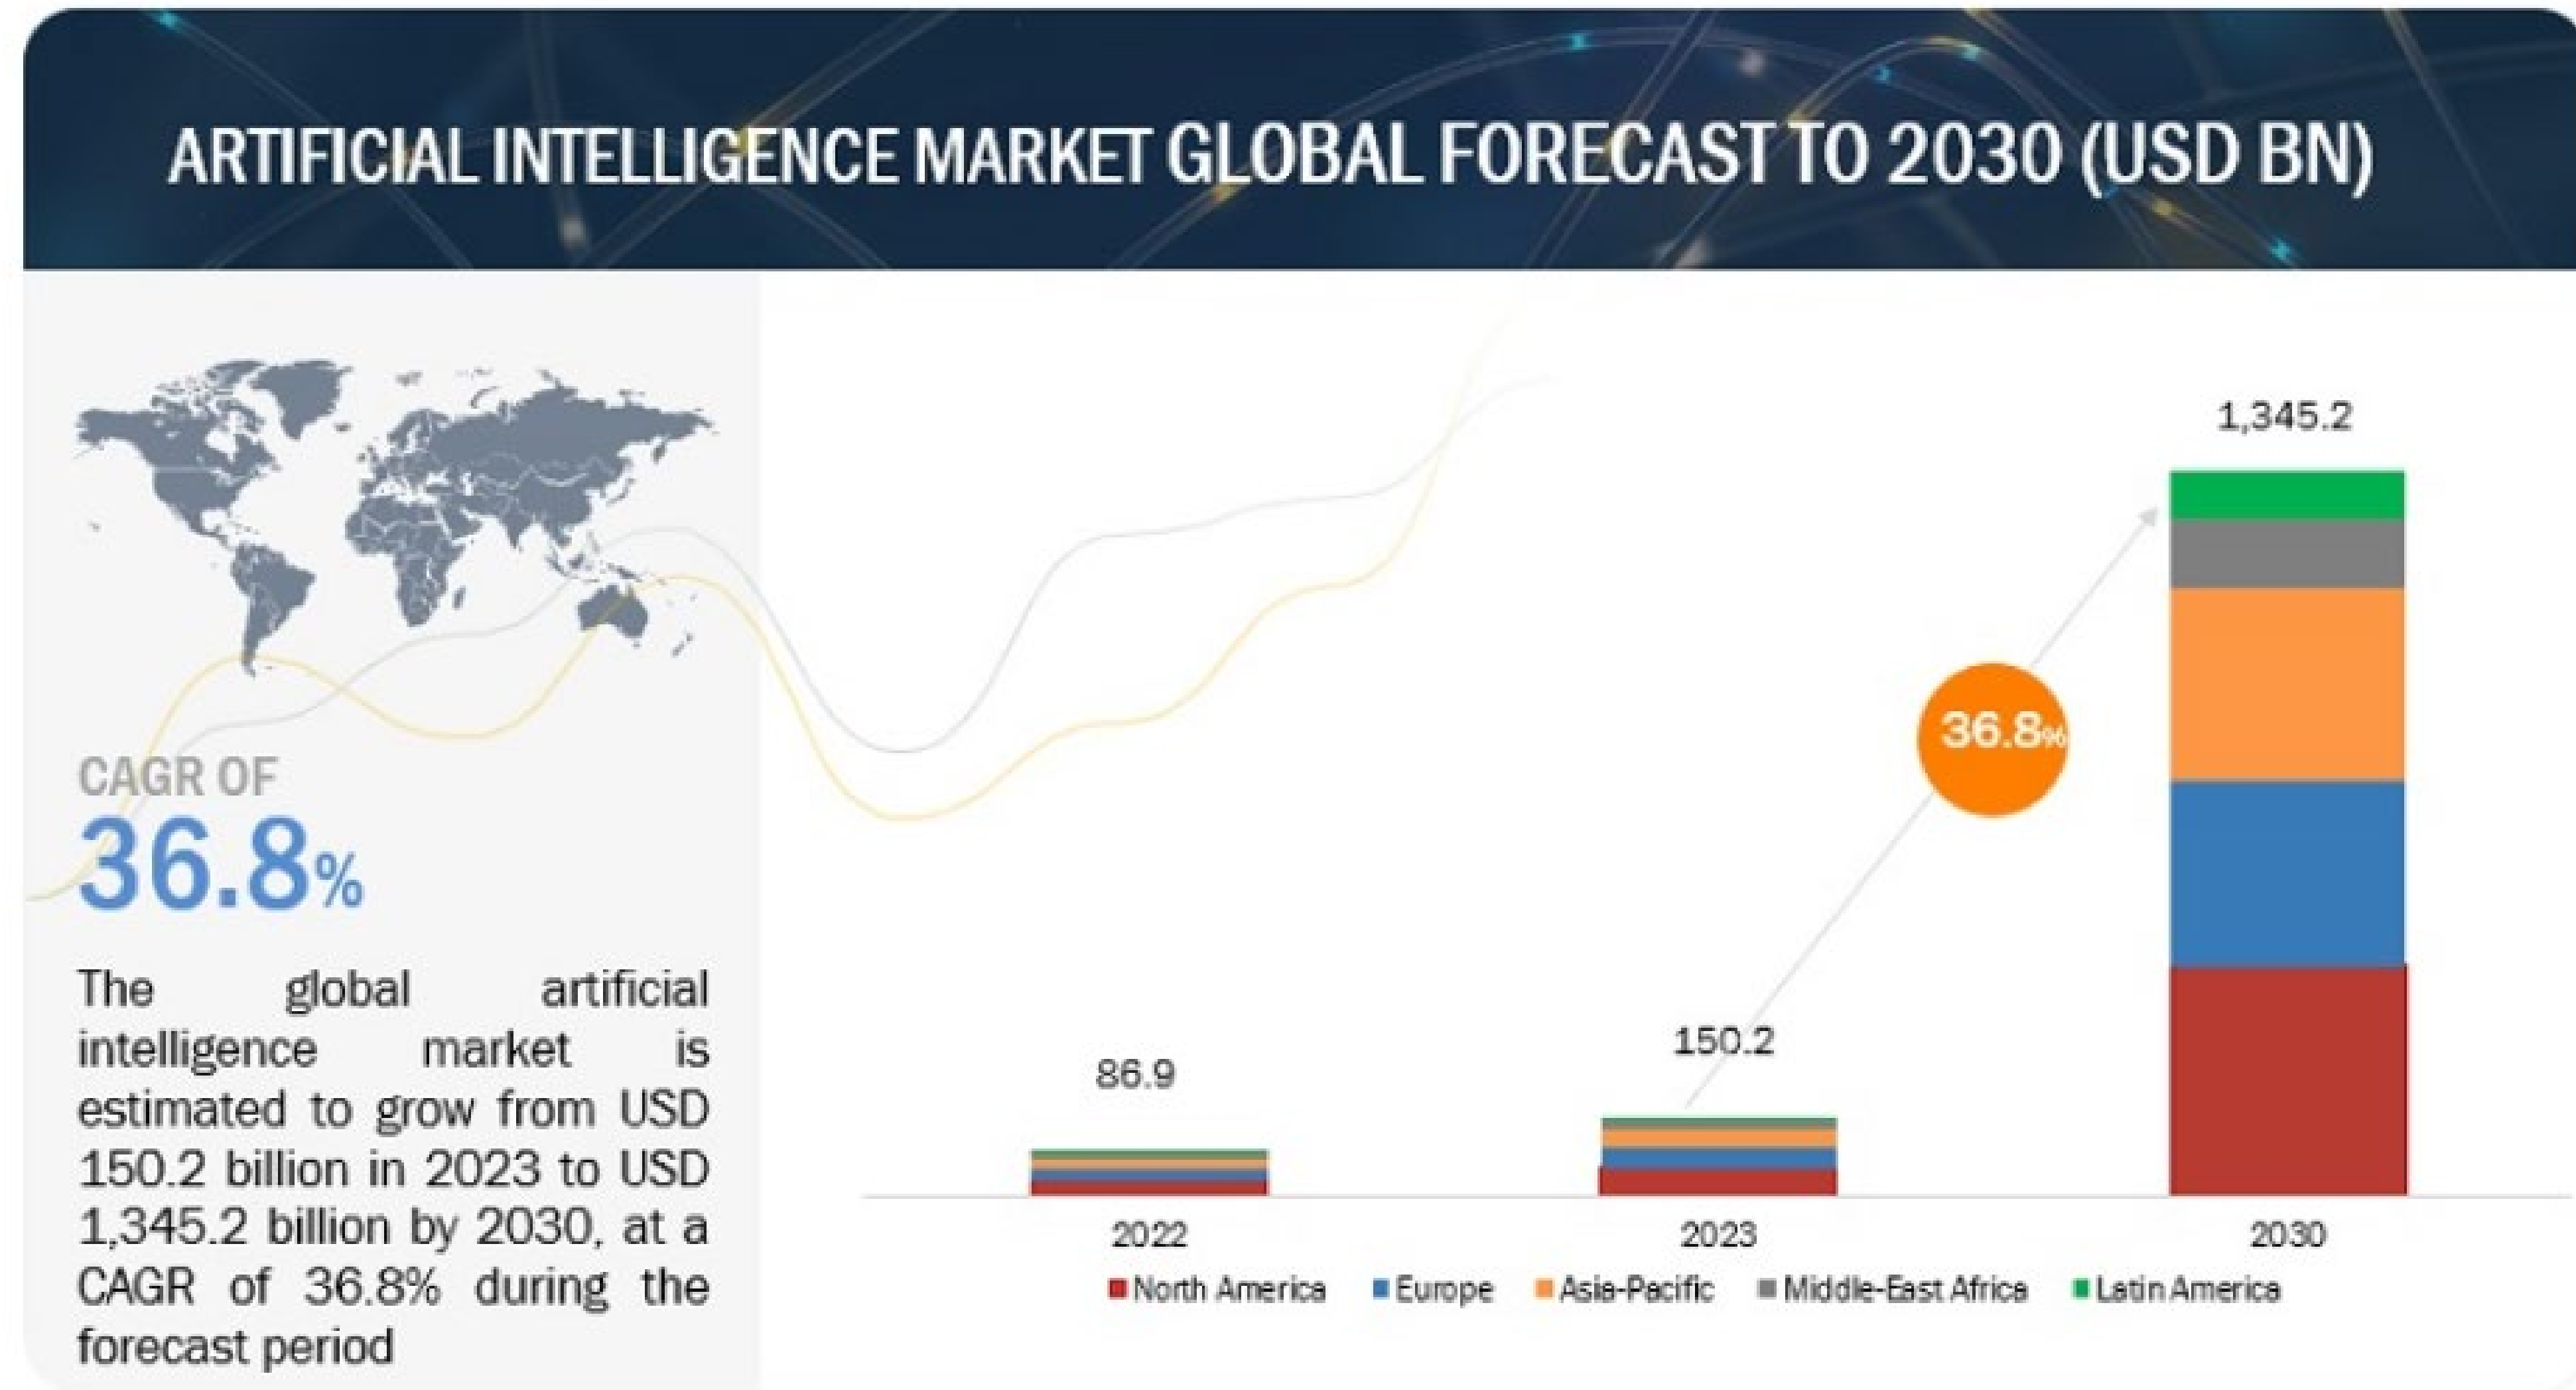 ARTIFICIAL INTELLIGENCE MARKET GLOBAL FORECAST TO 2030 (USD BN)
CAGR OF
36.8%
The global artificial
intelligence market is
estimated to grow from USD
150.2 billion in 2023 to USD
1,345.2 billion by 2030, at a
CAGR of 36.8% during the
forecast period
86.9
150.2
36.8%
1,345.2
2022 2023 2030
North America Europe Asia-Pacific Middle-East Africa Latin America